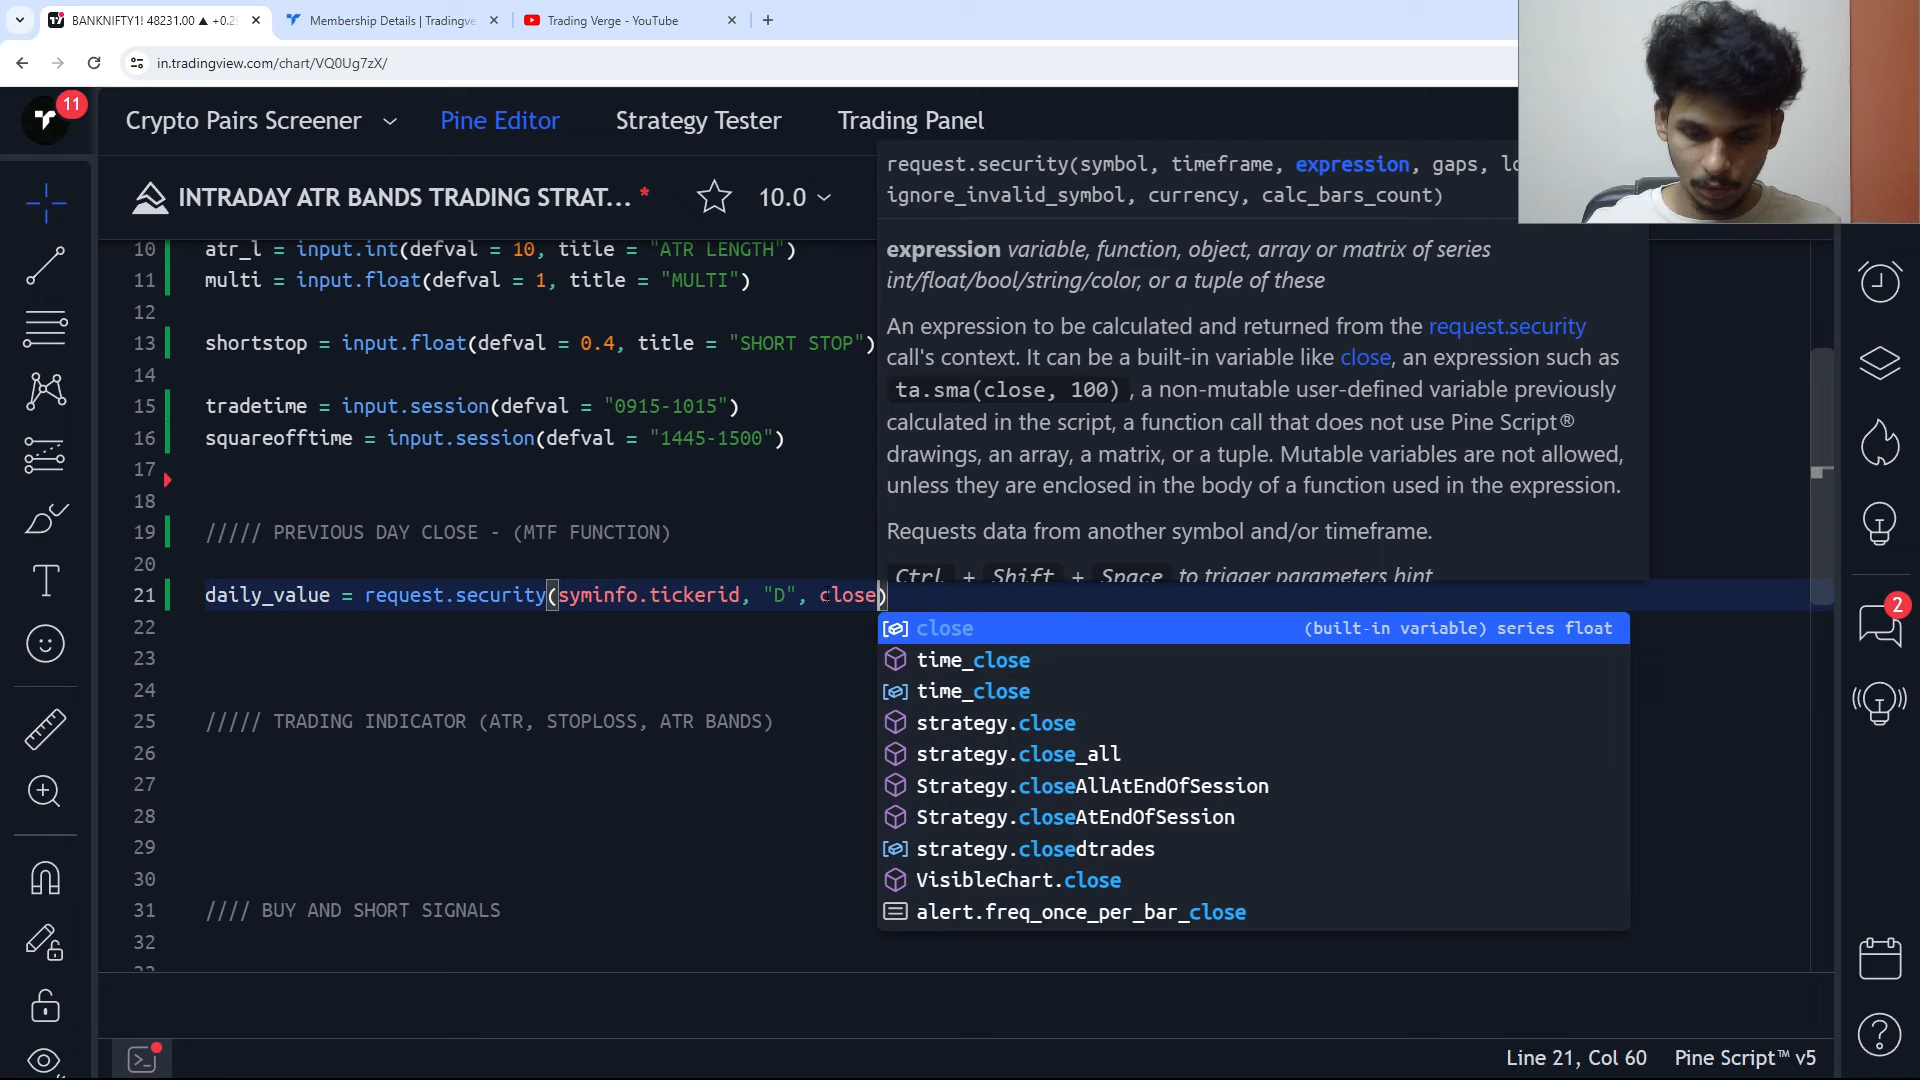 BANKNIFTY1! 48231.00 ▲ +0.2
Membership Details | Tradingve
Trading Verge - YouTube
in.tradingview.com/chart/VQ0Ug7zX/
11
Crypto Pairs Screener
Pine Editor
Strategy Tester
Trading Panel
INTRADAY ATR BANDS TRADING STRAT... *
10.0
request.security(symbol, timeframe, expression, gaps, lo
ignore_invalid_symbol, currency, calc_bars_count)
expression variable, function, object, array or matrix of series
int/float/bool/string/color, or a tuple of these
An expression to be calculated and returned from the request.security
call's context. It can be a built-in variable like close, an expression such as
ta.sma(close, 100), a non-mutable user-defined variable previously
calculated in the script, a function call that does not use Pine Script®
drawings, an array, a matrix, or a tuple. Mutable variables are not allowed,
unless they are enclosed in the body of a function used in the expression.
Requests data from another symbol and/or timeframe.
Ctrl + Shift + Space to trigger parameters hint
10 atr_l = input.int(defval = 10, title = "ATR LENGTH")
11 multi = input.float(defval = 1, title = "MULTI")
12
13 shortstop = input.float(defval = 0.4, title = "SHORT STOP")
14
15 tradetime = input.session(defval = "0915-1015")
16 squareofftime = input.session(defval = "1445-1500")
17
18
19 ///// PREVIOUS DAY CLOSE - (MTF FUNCTION)
20
21 daily_value = request.security(syminfo.tickerid, "D", close)
22
23
24
25 ///// TRADING INDICATOR (ATR, STOPLOSS, ATR BANDS)
26
27
28
29
30
31 //// BUY AND SHORT SIGNALS
32
close (built-in variable) series float
time_close
time_close
strategy.close
strategy.close_all
Strategy.closeAllAtEndOfSession
Strategy.closeAtEndOfSession
strategy.closedtrades
VisibleChart.close
alert.freq_once_per_bar_close
2
Line 21, Col 60
Pine Script™ v5